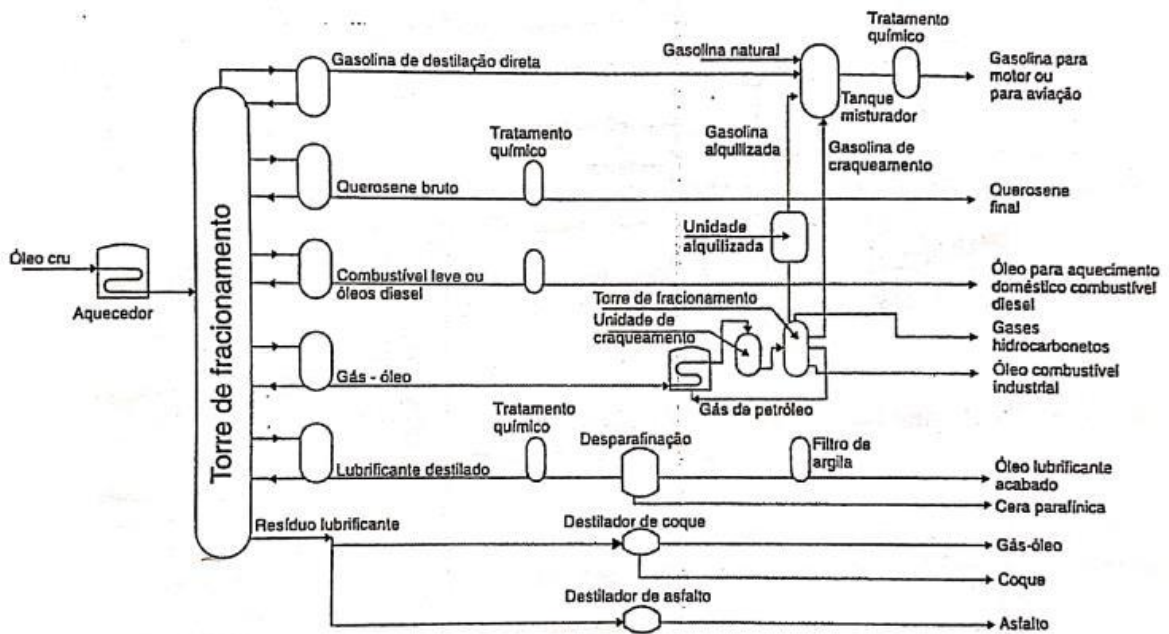 Tratamento
químico
Gasolina natural
Gasolina de destilação direta
Gasolina para
motor ou
para aviação
Tanque
misturador
Gasolina
alquilizada
Gasolina de
craqueamento
Tratamento
químico
Querosene bruto
Querosene
final
Unidade
alquilizada
Óleo cru
Aquecedor
Torre de fracionamento
Combustível leve ou
óleos diesel
Óleo para aquecimento
doméstico combustível
diesel
Torre de fracionamento
Unidade de
craqueamento
Gases
hidrocarbonetos
Gás - óleo
Óleo combustível
industrial
Gás de petróleo
Tratamento
químico
Desparafinação
Filtro de
argila
Lubrificante destilado
Óleo lubrificante
acabado
Cera parafínica
Resíduo lubrificante
Destilador de coque
Gás-óleo
Coque
Destilador de asfalto
Asfalto